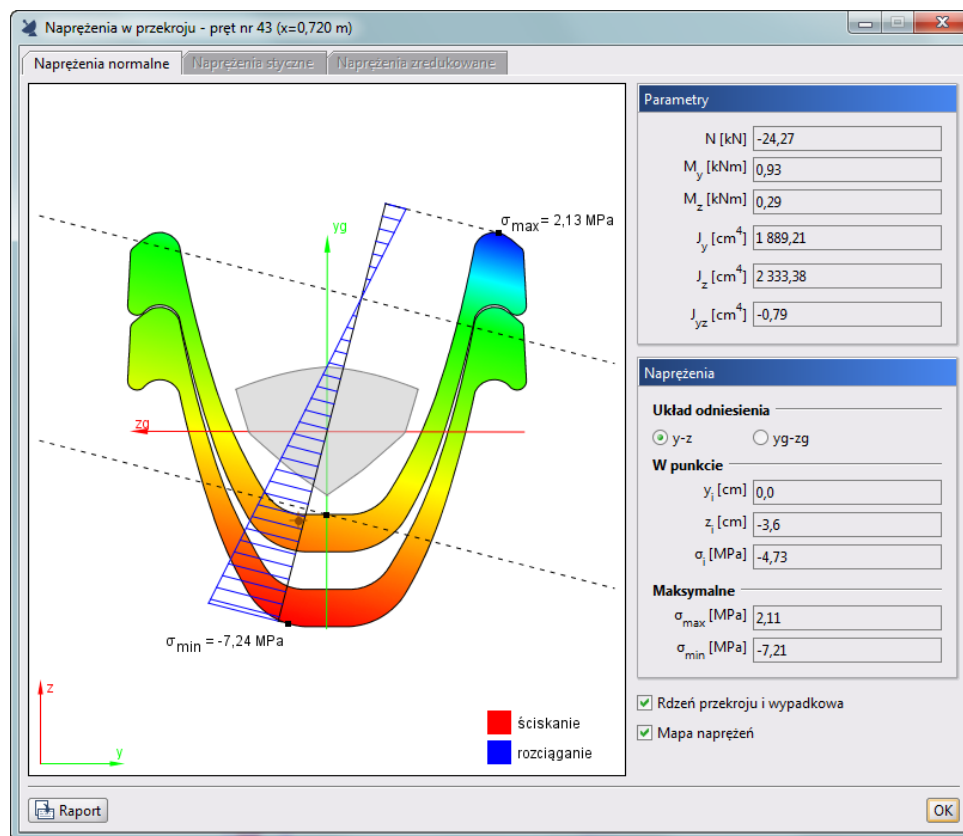 Naprężenia w przekroju - pręt nr 43 (x=0,720 m)
Naprężenia normalne Naprężenia styczne Naprężenia zredukowane
σmax= 2,13 MPa
yg
zg
σmin = -7,24 MPa
z
y
ściskanie
rozciąganie
Parametry
N [kN] -24,27
My [kNm] 0,93
Mz [kNm] 0,29
Jy [cm4] 1 889,21
Jz [cm4] 2 333,38
Jyz [cm4] -0,79
Naprężenia
Układ odniesienia
y-z yg-zg
W punkcie
yi [cm] 0,0
zi [cm] -3,6
σi [MPa] -4,73
Maksymalne
σmax [MPa] 2,11
σmin [MPa] -7,21
Rdzeń przekroju i wypadkowa
Mapa naprężeń
Raport
OK